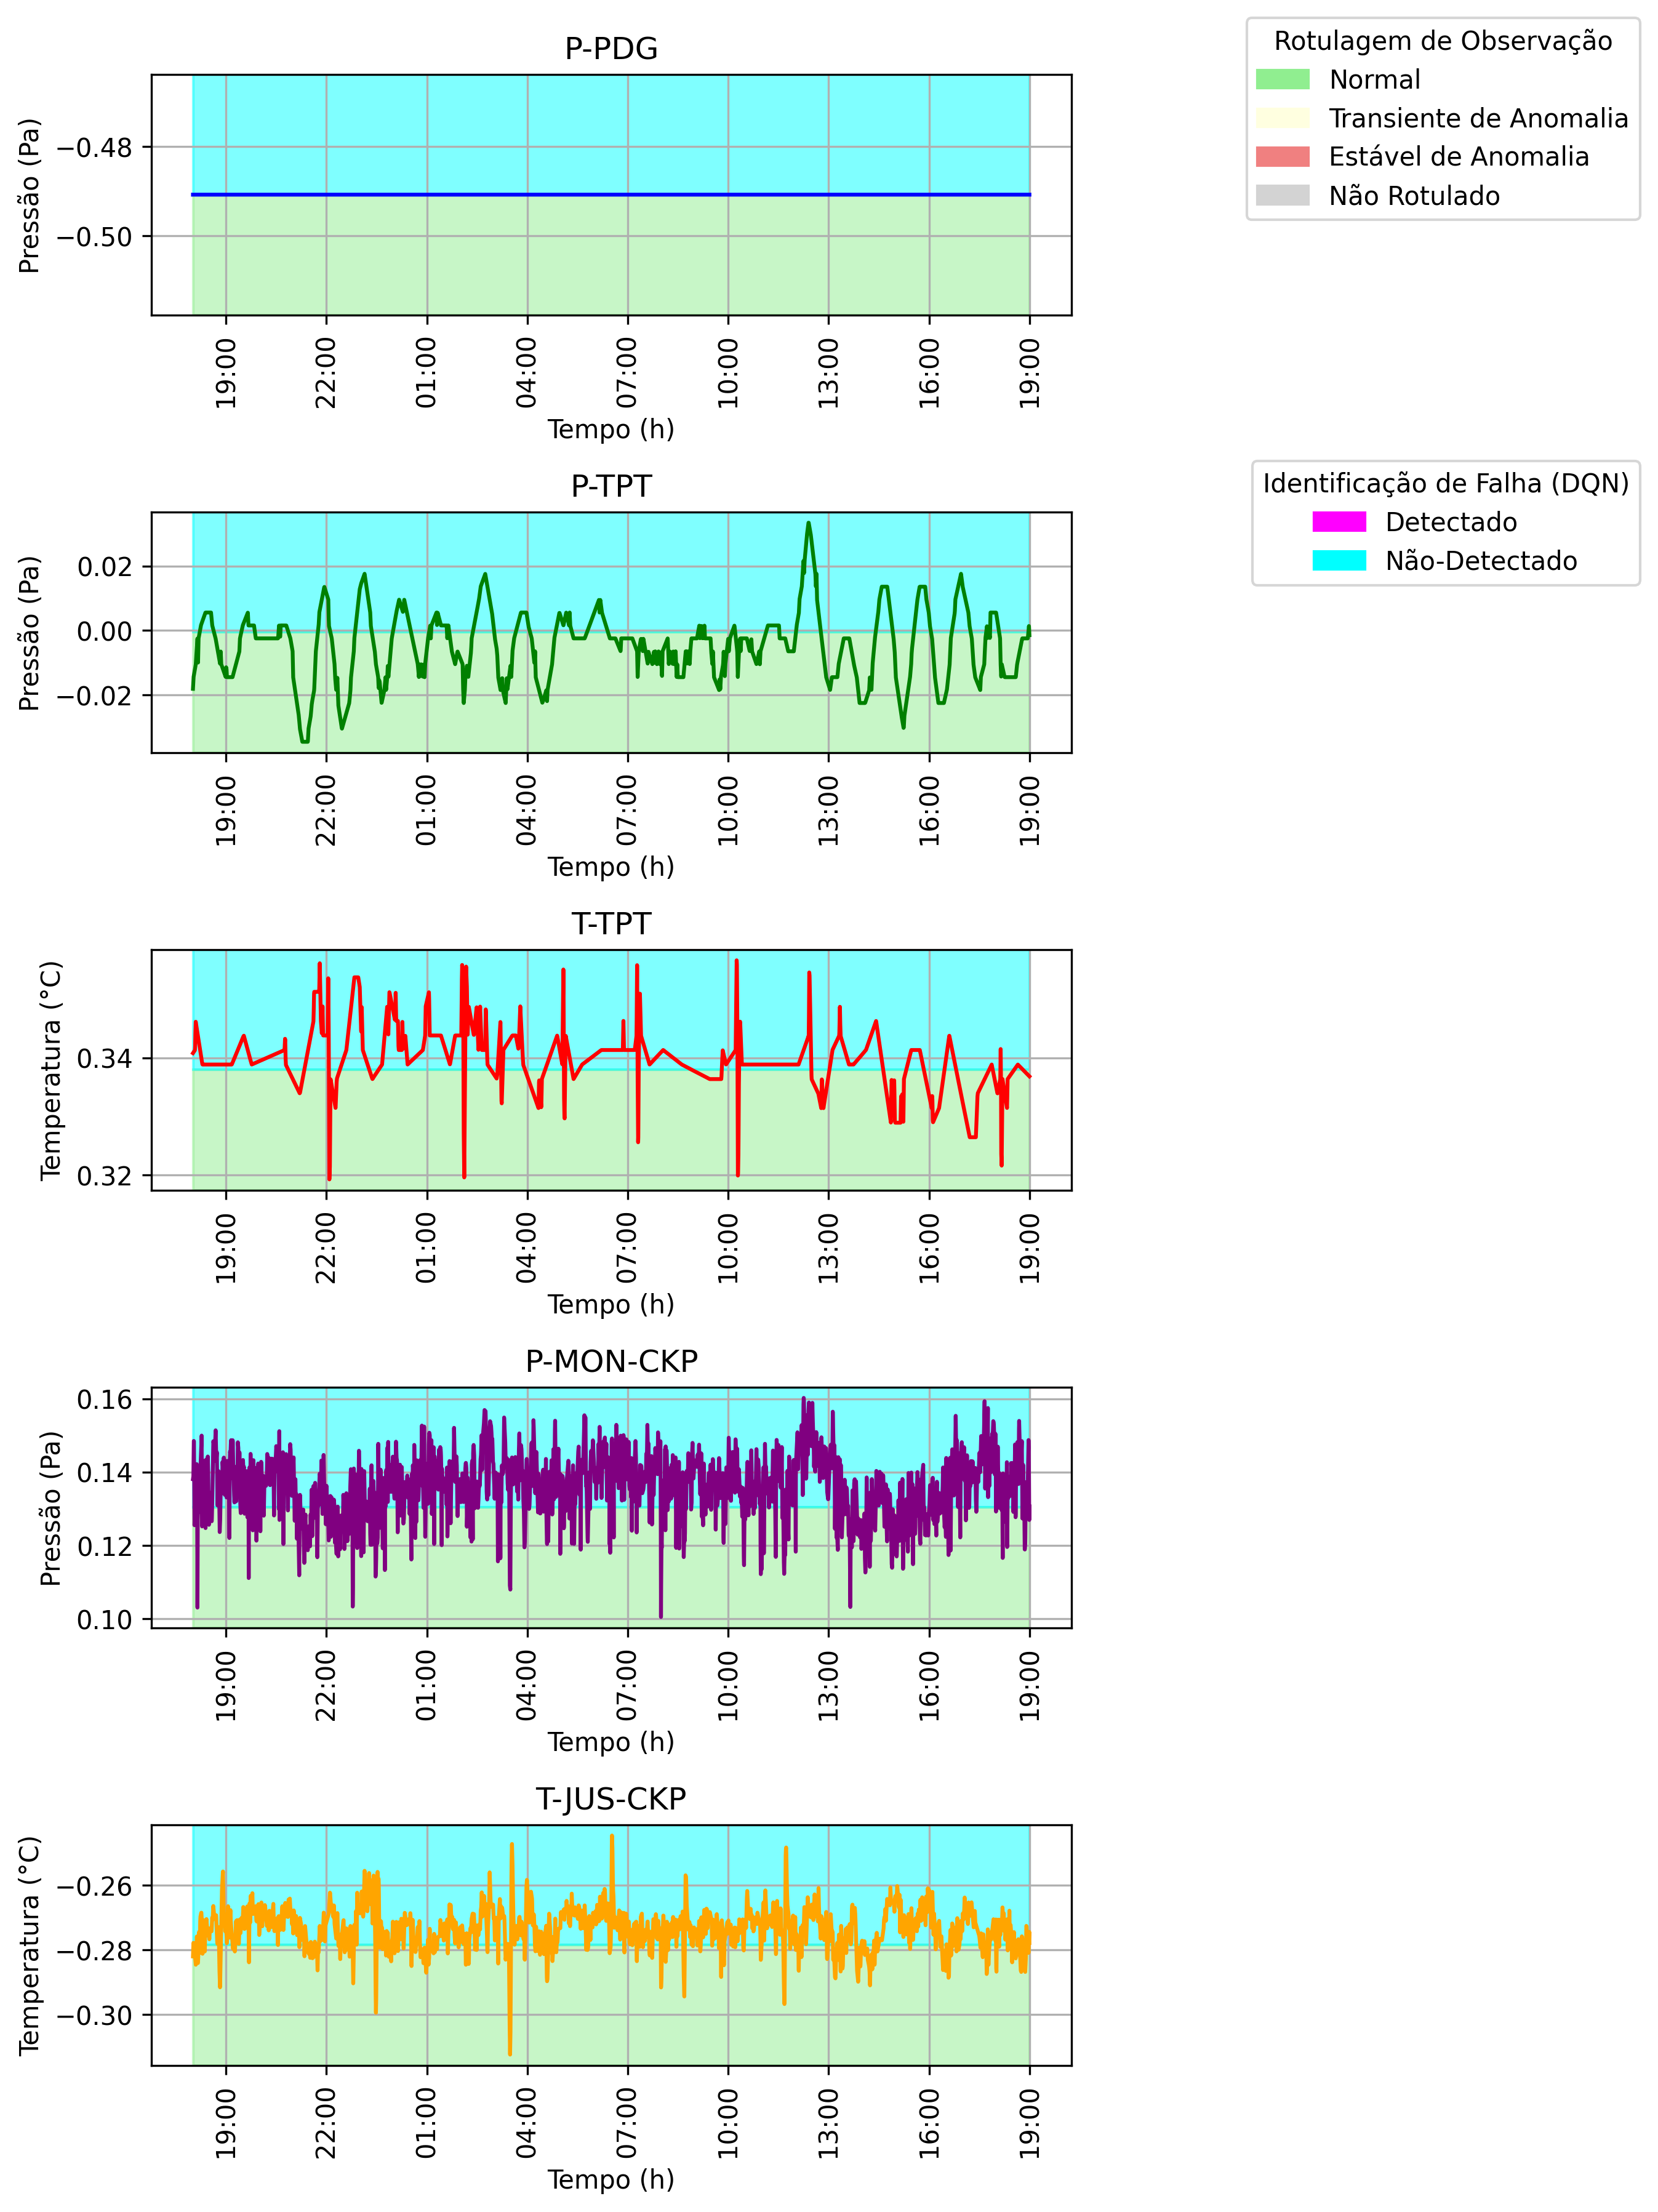 P-PDG
Pressão (Pa)
−0.48
−0.50
19:00
22:00
01:00
04:00
07:00
10:00
13:00
16:00
19:00
Tempo (h)
Rotulagem de Observação
Normal
Transiente de Anomalia
Estável de Anomalia
Não Rotulado
P-TPT
Pressão (Pa)
0.02
0.00
−0.02
19:00
22:00
01:00
04:00
07:00
10:00
13:00
16:00
19:00
Tempo (h)
Identificação de Falha (DQN)
Detectado
Não-Detectado
T-TPT
Temperatura (°C)
0.34
0.32
19:00
22:00
01:00
04:00
07:00
10:00
13:00
16:00
19:00
Tempo (h)
P-MON-CKP
Pressão (Pa)
0.16
0.14
0.12
0.10
19:00
22:00
01:00
04:00
07:00
10:00
13:00
16:00
19:00
Tempo (h)
T-JUS-CKP
Temperatura (°C)
−0.26
−0.28
−0.30
19:00
22:00
01:00
04:00
07:00
10:00
13:00
16:00
19:00
Tempo (h)